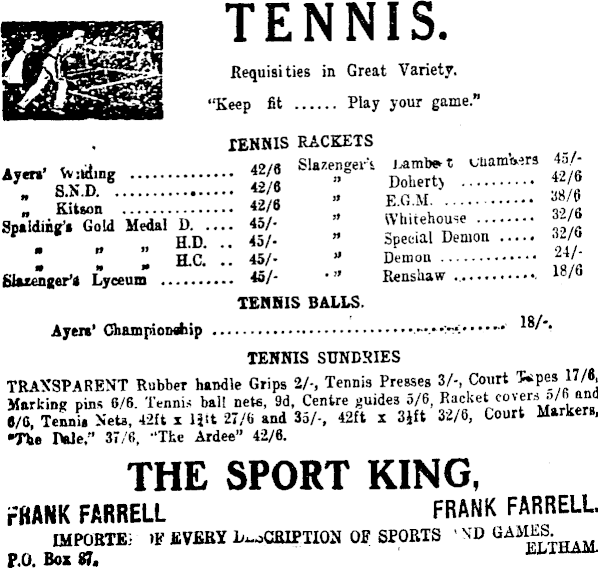 TENNIS.
Requisities in Great Variety.
"Keep fit ...... Play your game."
TENNIS RACKETS
Ayers' Wilding ............ 42/6
„ S.N.D. ............ 42/6
„ Kitson ............ 42/6
Spalding's Gold Medal D. .... 45/-
„ „ „ H.D. .. 45/-
„ „ „ H.C. .. 45/-
Slazenger's Lyceum .......... 45/-
Slazenger's Lambert Chambers 45/-
„ Doherty .......... 42/6
„ E.G.M. ............ 38/6
„ Whitehouse ........ 32/6
„ Special Demon ..... 32/6
„ Demon ............ 24/-
„ Renshaw ........... 18/6
TENNIS BALLS.
Ayers' Championship ........................................ 18/-.
TENNIS SUNDRIES
TRANSPARENT Rubber handle Grips 2/-, Tennis Presses 3/-, Court Tapes 17/6,
Marking pins 6/6. Tennis ball nets, 9d, Centre guides 5/6, Racket covers 5/6 and
6/6, Tennis Nets, 42ft x 27/6 and 35/-, 42ft x 3½ft 32/6, Court Markers,
"The Dale," 37/6, "The Ardee" 42/6.
THE SPORT KING,
FRANK FARRELL FRANK FARRELL.
IMPORTER OF EVERY DESCRIPTION OF SPORTS AND GAMES.
P.O. Box 87. ELTHAM.